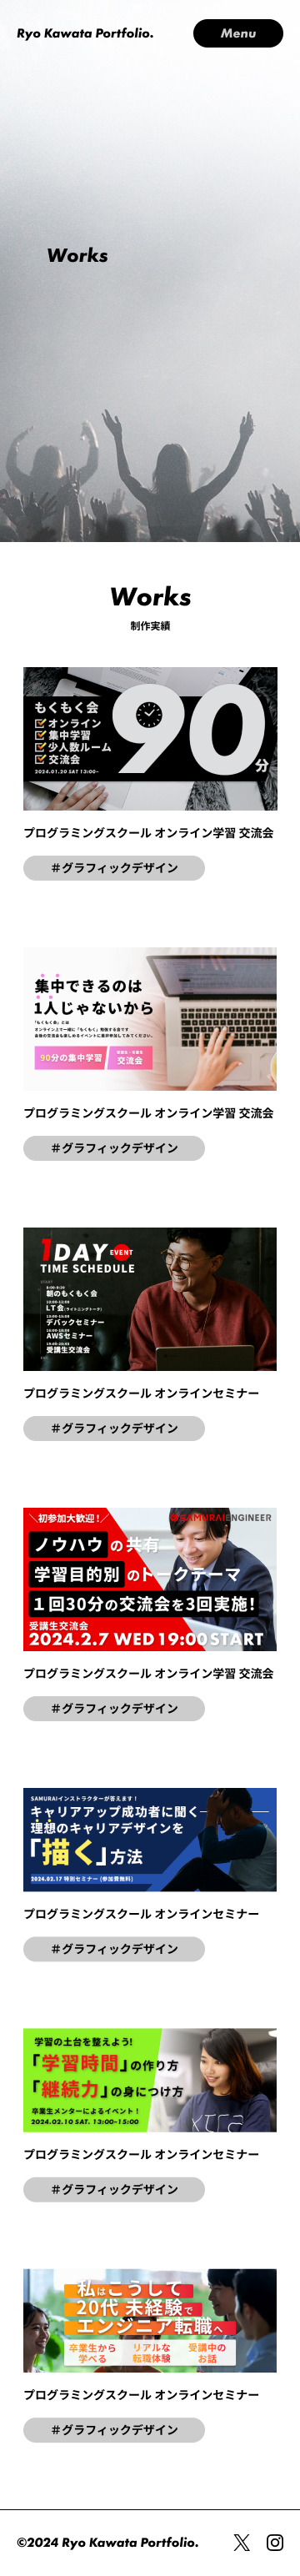 Ryo Kawata Portfolio.
Menu
Works
Works
制作実績
もくもく会
オンライン
集中学習
少人数ルーム
交流会
2024.01.20 SAT 13:00~
90分
プログラミングスクール オンライン学習 交流会
#グラフィックデザイン
集中できるのは
1人じゃないから
90分の集中学習
交流会
プログラミングスクール オンライン学習 交流会
#グラフィックデザイン
1DAY EVENT
TIME SCHEDULE
START
朝のもくもく会
LT会(ライトニングトーク)
デバックセミナー
AWSセミナー
受講生交流会
プログラミングスクール オンラインセミナー
#グラフィックデザイン
＼初参加大歓迎！／
SAMURAI ENGINEER
ノウハウの共有
学習目的別のトークテーマ
1回30分の交流会を3回実施!
受講生交流会
2024.2.7 WED 19:00 START
プログラミングスクール オンライン学習 交流会
#グラフィックデザイン
SAMURAIインストラクターが答えます！
キャリアアップ成功者に聞く
理想のキャリアデザインを
「描く」方法
2024.03.17 特別セミナー (参加費無料)
プログラミングスクール オンラインセミナー
#グラフィックデザイン
学習の土台を整えよう!
「学習時間」の作り方
「継続力」の身につけ方
卒業生メンターによるイベント！
2024.02.10 SAT. 13:00~15:00
プログラミングスクール オンラインセミナー
#グラフィックデザイン
私はこうして
20代 未経験で
エンジニア転職へ
卒業生から
学べる
リアルな
転職体験
受講中の
お話
プログラミングスクール オンラインセミナー
#グラフィックデザイン
©2024 Ryo Kawata Portfolio.